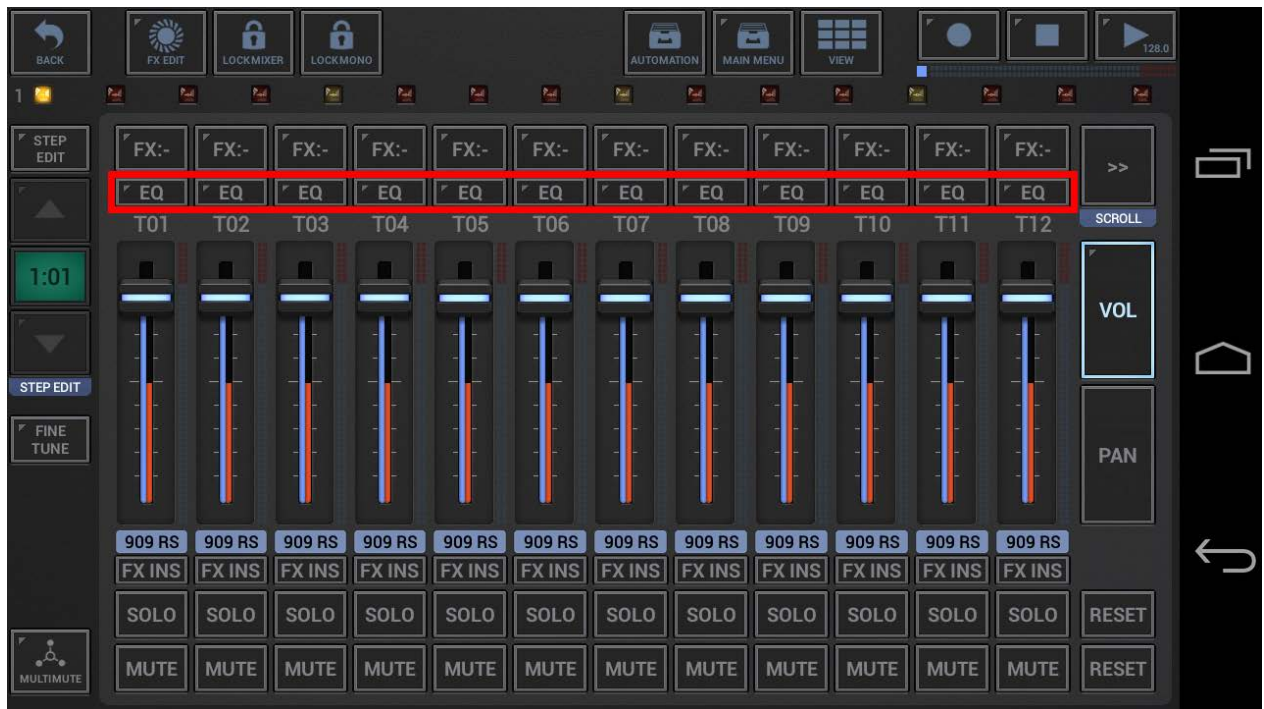 BACK FX EDIT LOCKMIXER LOCKMONO AUTOMATION MAIN MENU VIEW 128.0
1
STEP
EDIT
FX:- FX:- FX:- FX:- FX:- FX:- FX:- FX:- FX:- FX:- FX:- FX:- >>
EQ EQ EQ EQ EQ EQ EQ EQ EQ EQ EQ EQ
T01 T02 T03 T04 T05 T06 T07 T08 T09 T10 T11 T12 SCROLL
1:01
VOL
STEP EDIT
FINE
TUNE
PAN
909 RS 909 RS 909 RS 909 RS 909 RS 909 RS 909 RS 909 RS 909 RS 909 RS 909 RS 909 RS
FX INS FX INS FX INS FX INS FX INS FX INS FX INS FX INS FX INS FX INS FX INS FX INS
SOLO SOLO SOLO SOLO SOLO SOLO SOLO SOLO SOLO SOLO SOLO SOLO RESET
MULTIMUTE MUTE MUTE MUTE MUTE MUTE MUTE MUTE MUTE MUTE MUTE MUTE MUTE RESET